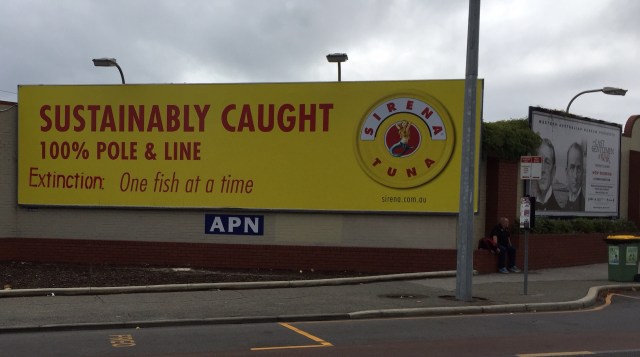 SUSTAINABLY CAUGHT
100% POLE & LINE
Extinction: One fish at a time
SIRENA
TUNA
sirena.com.au
APN